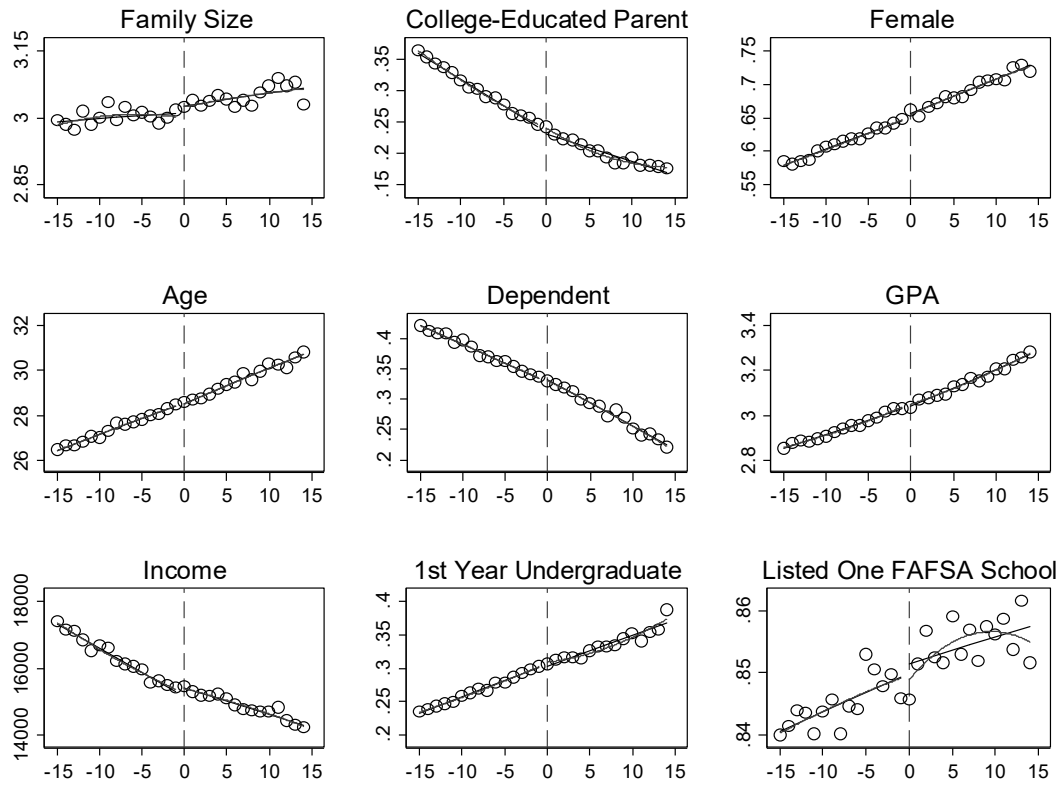 Family Size
3.15
3
2.85
-15 -10 -5 0 5 10 15
College-Educated Parent
.35
.3
.25
.2
.15
-15 -10 -5 0 5 10 15
Female
.75
.7
.65
.6
.55
-15 -10 -5 0 5 10 15
Age
32
30
28
26
-15 -10 -5 0 5 10 15
Dependent
.4
.35
.3
.25
.2
-15 -10 -5 0 5 10 15
GPA
3.4
3.2
3
2.8
-15 -10 -5 0 5 10 15
Income
18000
16000
14000
-15 -10 -5 0 5 10 15
1st Year Undergraduate
.4
.35
.3
.25
.2
-15 -10 -5 0 5 10 15
Listed One FAFSA School
.86
.85
.84
-15 -10 -5 0 5 10 15